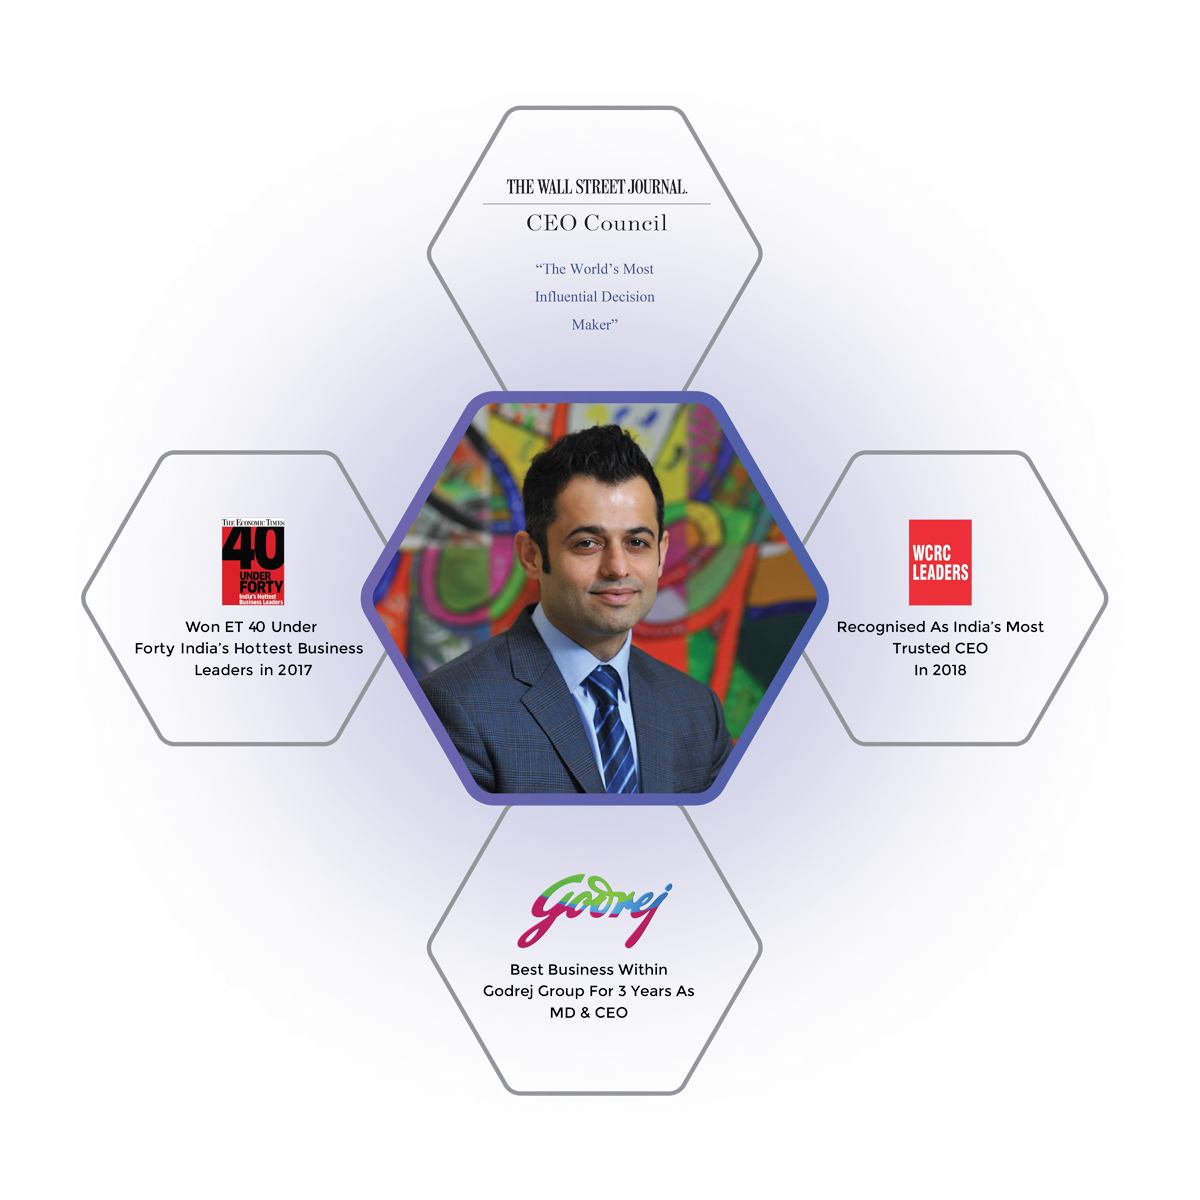 THE WALL STREET JOURNAL.
CEO Council
“The World’s Most
Influential Decision
Maker”
THE ECONOMIC TIMES
40
UNDER
FORTY
India's Hottest
Business Leaders
Won ET 40 Under
Forty India’s Hottest Business
Leaders in 2017
WCRC
LEADERS
Recognised As India’s Most
Trusted CEO
In 2018
Godrej
Best Business Within
Godrej Group For 3 Years As
MD & CEO